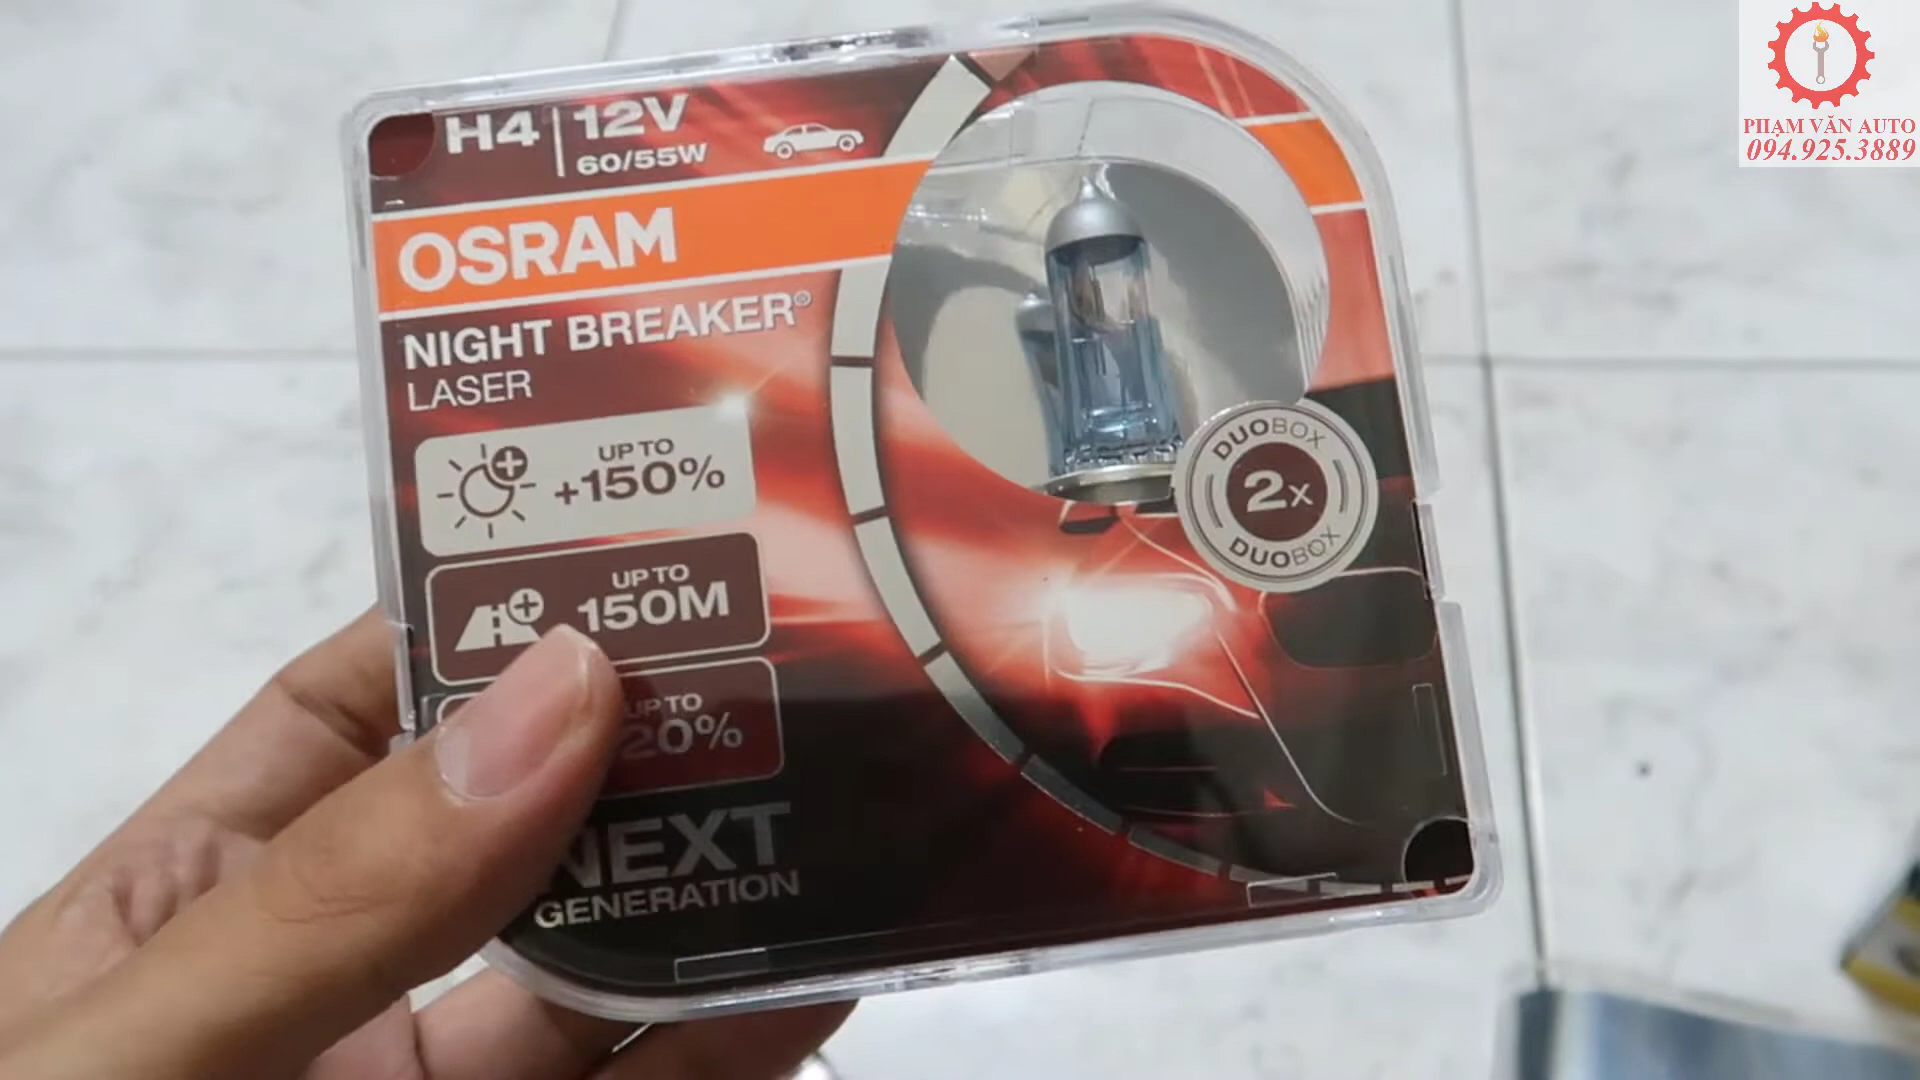 H4 12V
60/55W
OSRAM
NIGHT BREAKER®
LASER
UP TO
+150%
UP TO
150M
UP TO
20%
NEXT
GENERATION
DUOBOX
2x
DUOBOX
PHẠM VĂN AUTO
094.925.3889